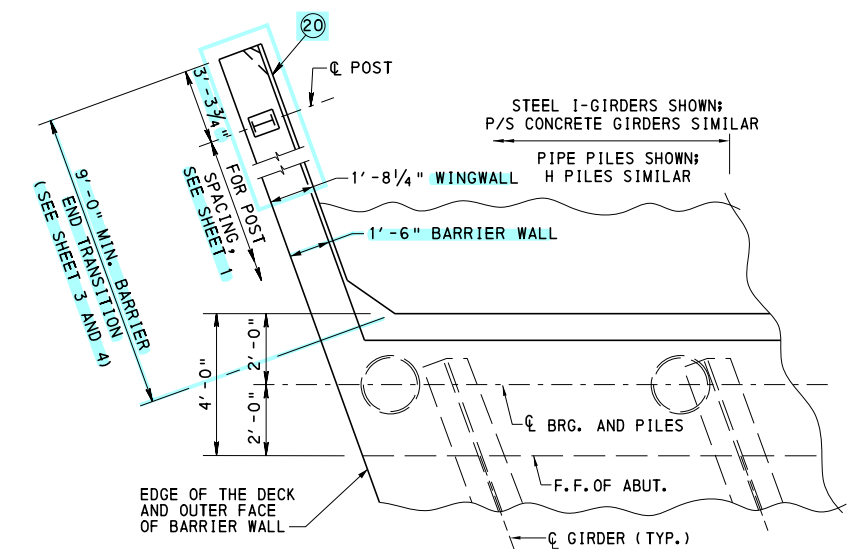 20
℄ POST
3'-3¾"
STEEL I-GIRDERS SHOWN;
P/S CONCRETE GIRDERS SIMILAR
PIPE PILES SHOWN;
H PILES SIMILAR
FOR POST
SPACING,
SEE SHEET 1
1'-8¼" WINGWALL
1'-6" BARRIER WALL
9'-0" MIN. BARRIER
END TRANSITION
(SEE SHEET 3 AND 4)
4'-0"
2'-0"
2'-0"
℄ BRG. AND PILES
F.F. OF ABUT.
EDGE OF THE DECK
AND OUTER FACE
OF BARRIER WALL
℄ GIRDER (TYP.)